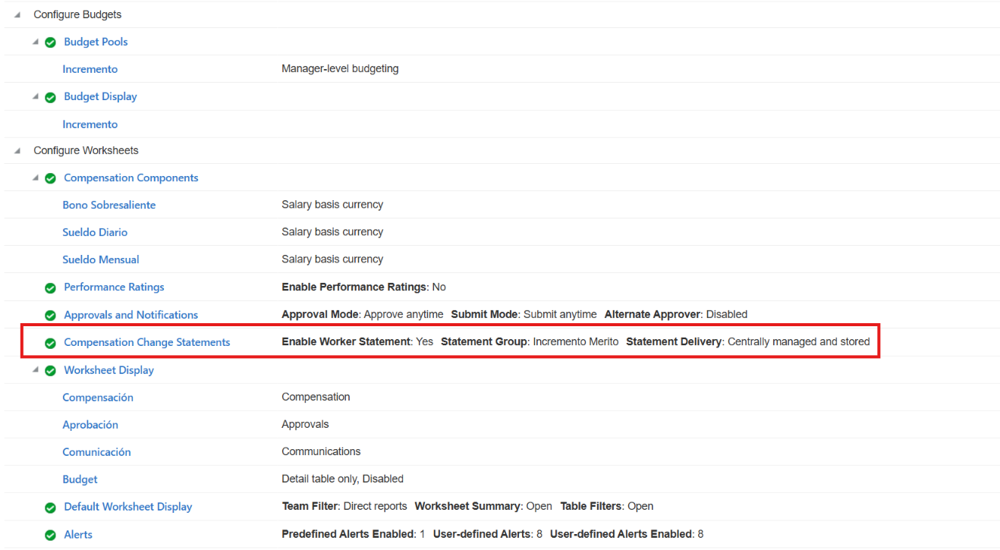 Configure Budgets
Budget Pools
Incremento Manager-level budgeting
Budget Display
Incremento
Configure Worksheets
Compensation Components
Bono Sobresaliente Salary basis currency
Sueldo Diario Salary basis currency
Sueldo Mensual Salary basis currency
Performance Ratings Enable Performance Ratings: No
Approvals and Notifications Approval Mode: Approve anytime Submit Mode: Submit anytime Alternate Approver: Disabled
Compensation Change Statements Enable Worker Statement: Yes Statement Group: Incremento Merito Statement Delivery: Centrally managed and stored
Worksheet Display
Compensación Compensation
Aprobación Approvals
Comunicación Communications
Budget Detail table only, Disabled
Default Worksheet Display Team Filter: Direct reports Worksheet Summary: Open Table Filters: Open
Alerts Predefined Alerts Enabled: 1 User-defined Alerts: 8 User-defined Alerts Enabled: 8